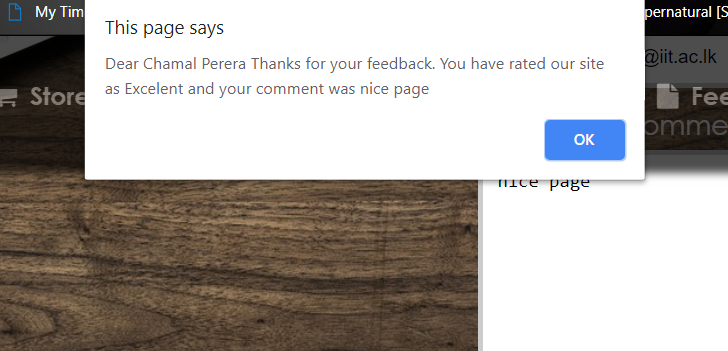 My Tim
pernatural [S
This page says
Dear Chamal Perera Thanks for your feedback. You have rated our site
as Excelent and your comment was nice page
@iit.ac.lk
Store
Fee
omme
OK
nice page